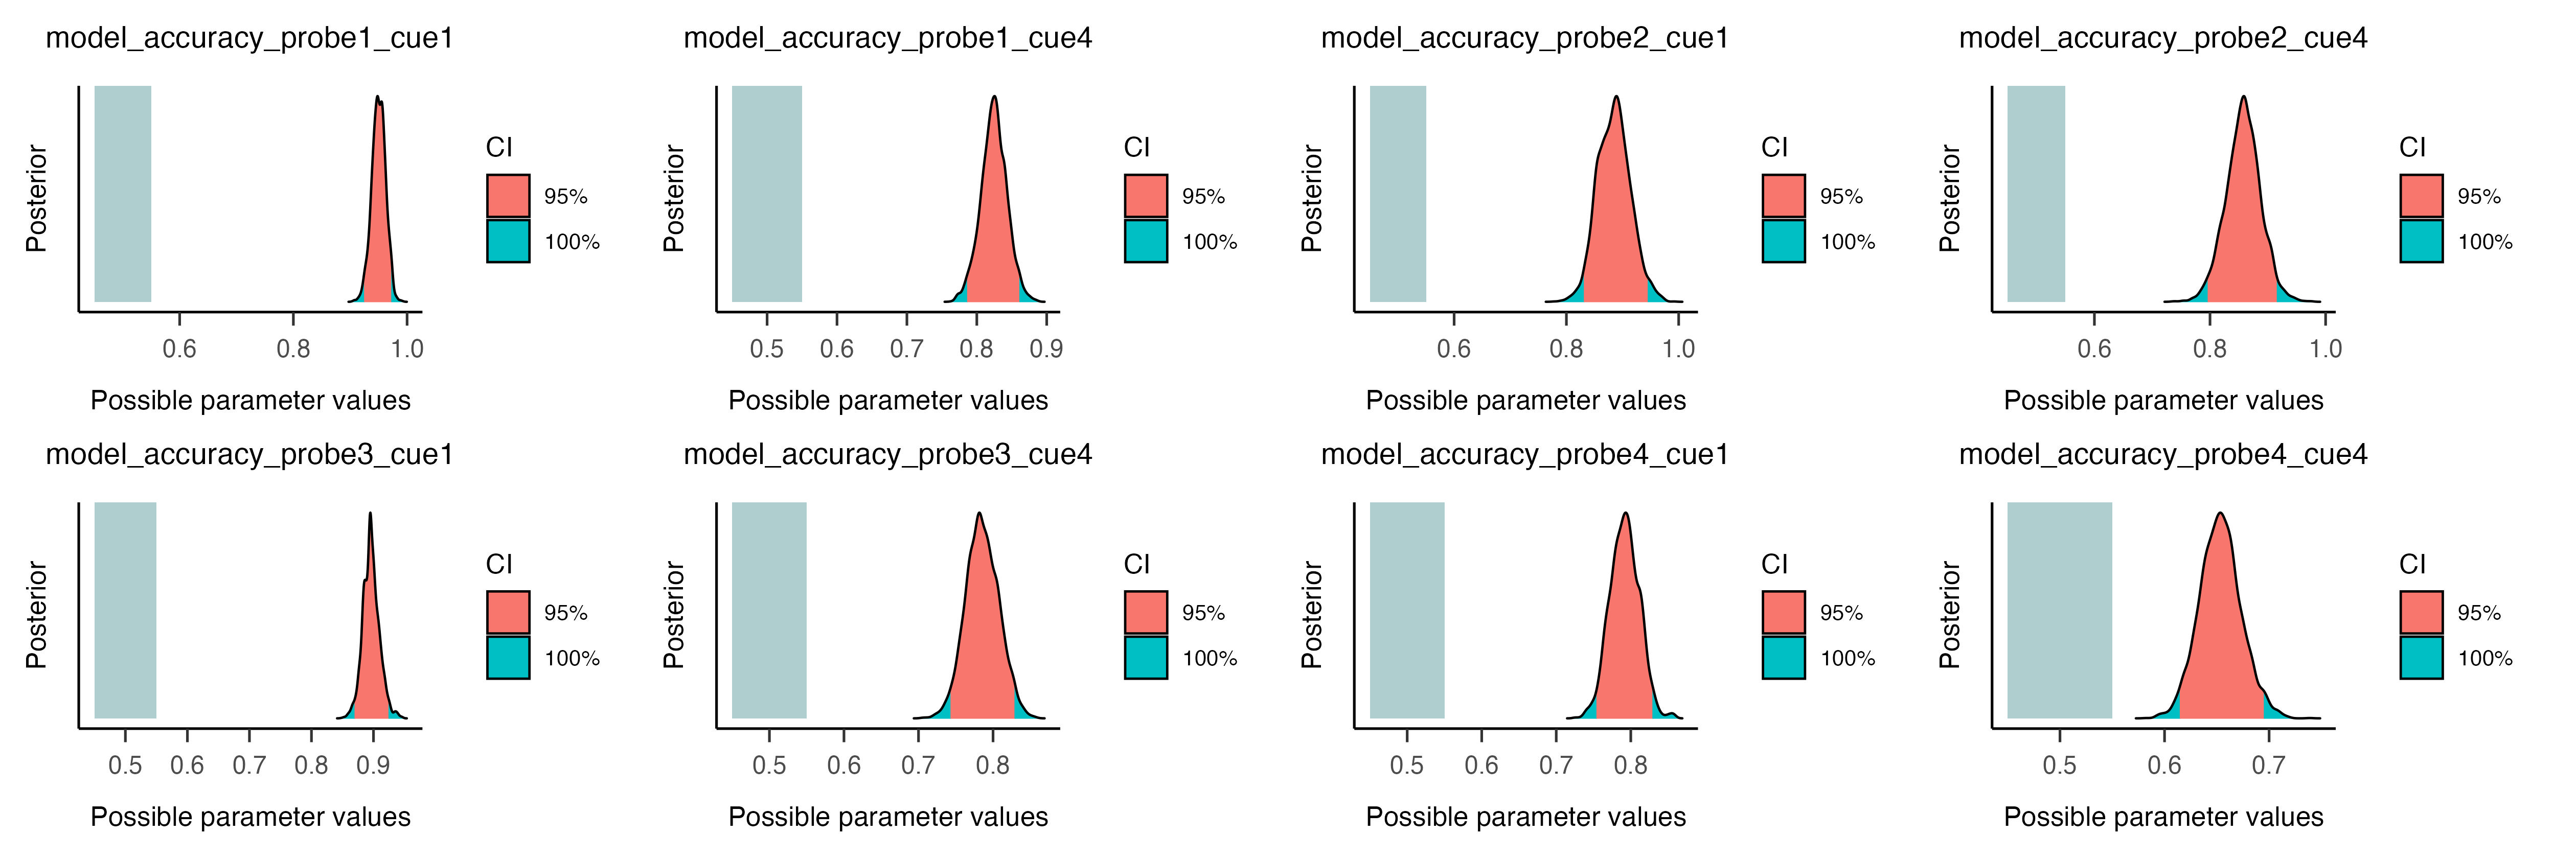 model_accuracy_probe1_cue1
Posterior
CI
95%
100%
0.6 0.8 1.0
Possible parameter values
model_accuracy_probe1_cue4
Posterior
CI
95%
100%
0.5 0.6 0.7 0.8 0.9
Possible parameter values
model_accuracy_probe2_cue1
Posterior
CI
95%
100%
0.6 0.8 1.0
Possible parameter values
model_accuracy_probe2_cue4
Posterior
CI
95%
100%
0.6 0.8 1.0
Possible parameter values
model_accuracy_probe3_cue1
Posterior
CI
95%
100%
0.5 0.6 0.7 0.8 0.9
Possible parameter values
model_accuracy_probe3_cue4
Posterior
CI
95%
100%
0.5 0.6 0.7 0.8
Possible parameter values
model_accuracy_probe4_cue1
Posterior
CI
95%
100%
0.5 0.6 0.7 0.8
Possible parameter values
model_accuracy_probe4_cue4
Posterior
CI
95%
100%
0.5 0.6 0.7
Possible parameter values